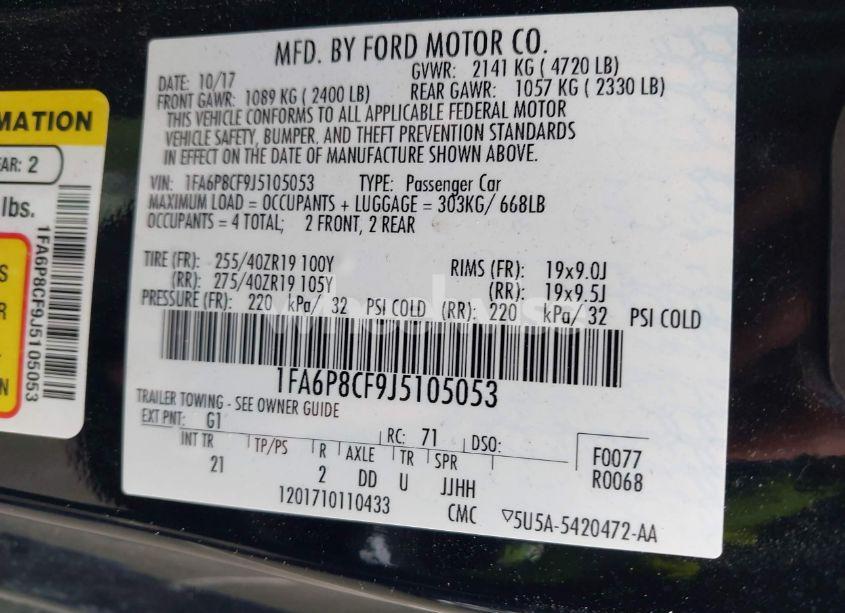 MFD. BY FORD MOTOR CO.
DATE: 10/17 GVWR: 2141 KG ( 4720 LB)
FRONT GAWR: 1089 KG ( 2400 LB) REAR GAWR: 1057 KG ( 2330 LB)
THIS VEHICLE CONFORMS TO ALL APPLICABLE FEDERAL MOTOR
VEHICLE SAFETY, BUMPER, AND THEFT PREVENTION STANDARDS
IN EFFECT ON THE DATE OF MANUFACTURE SHOWN ABOVE.
VIN: 1FA6P8CF9J5105053 TYPE: Passenger Car
MAXIMUM LOAD = OCCUPANTS + LUGGAGE = 303KG/ 668LB
OCCUPANTS = 4 TOTAL; 2 FRONT, 2 REAR
TIRE (FR): 255/40ZR19 100Y RIMS (FR): 19x9.0J
(RR): 275/40ZR19 105Y (RR): 19x9.5J
PRESSURE (FR): 220 kPa/ 32 PSI COLD (RR): 220 kPa/ 32 PSI COLD
1FA6P8CF9J5105053
TRAILER TOWING - SEE OWNER GUIDE
EXT PNT: G1 RC: 71 DSO:
INT TR TP/PS R AXLE TR SPR F0077
21 2 DD U JJHH R0068
1201710110433 CMC ▽5U5A-5420472-AA
MATION
EAR: 2
lbs.
1FA6P8CF9J5105053
S
R
.
N